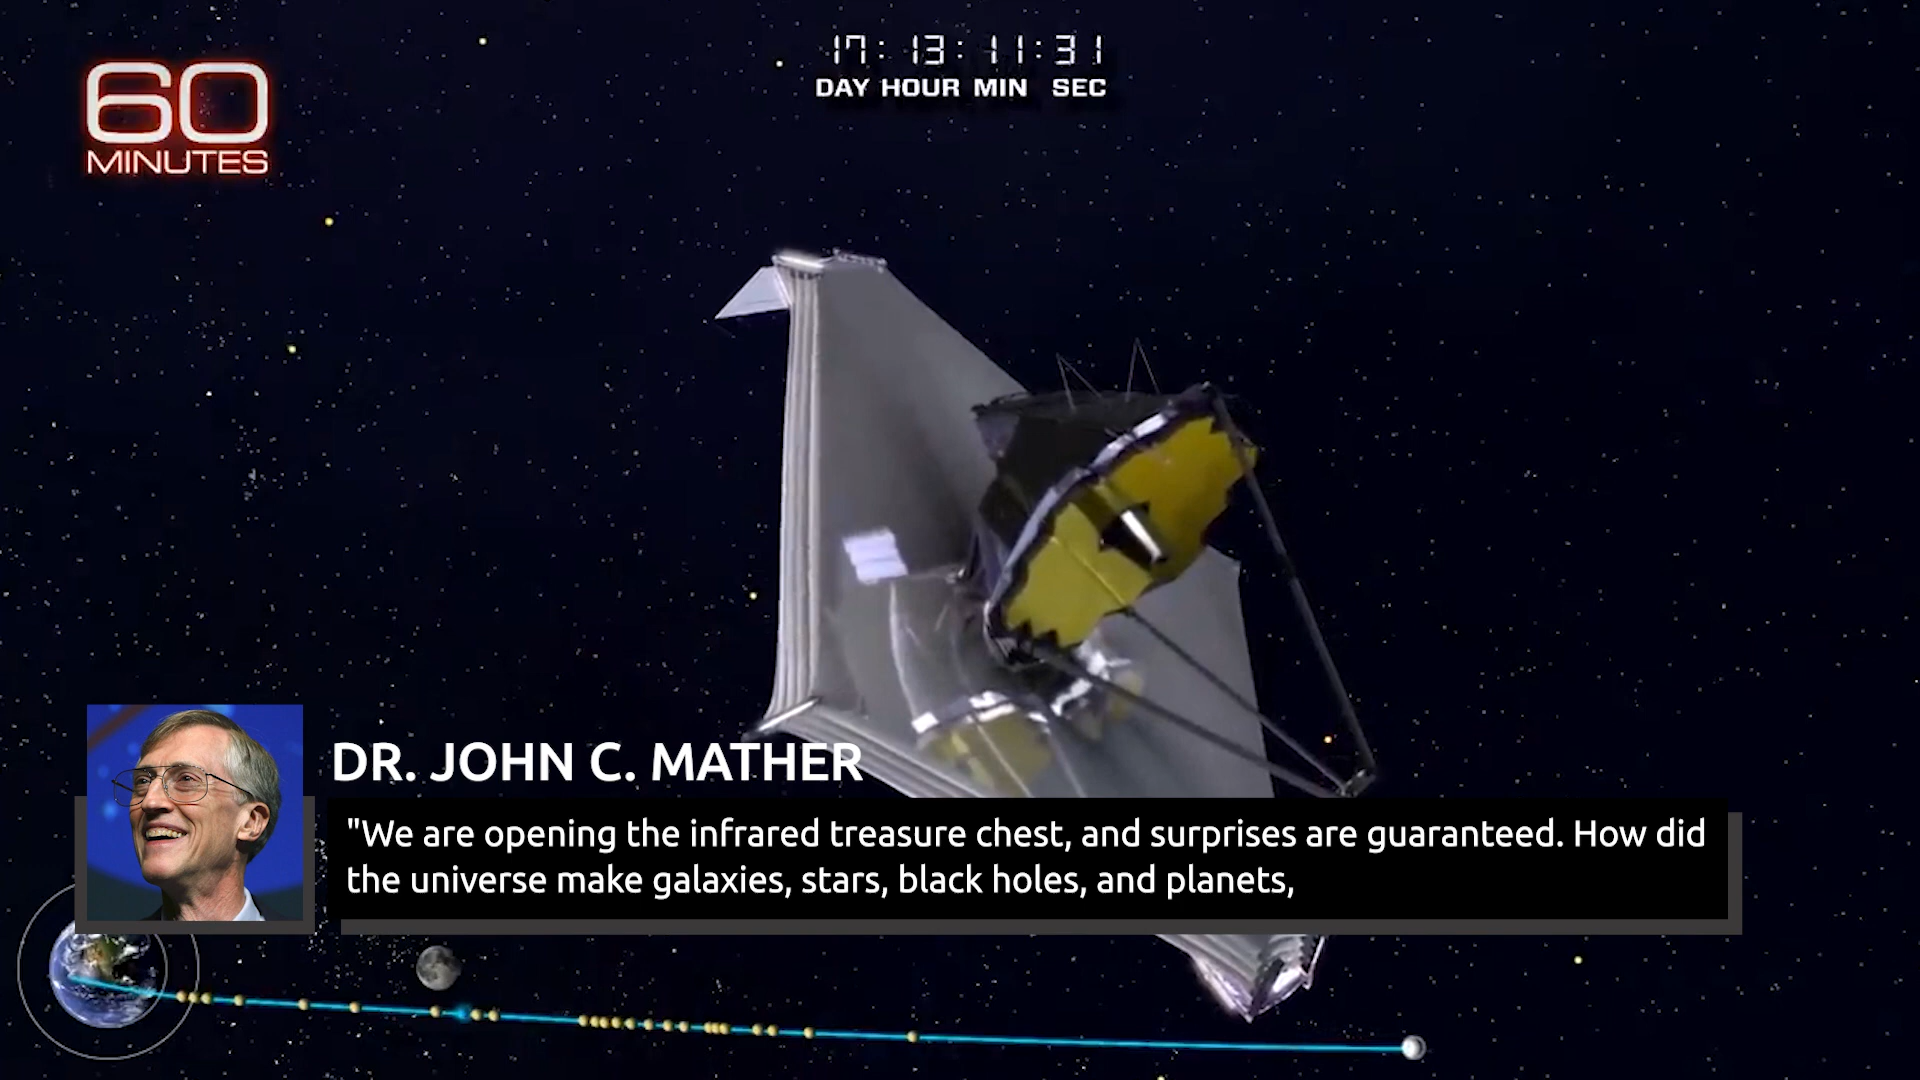 60
MINUTES
17:13:11:31
DAY HOUR MIN SEC
DR. JOHN C. MATHER
"We are opening the infrared treasure chest, and surprises are guaranteed. How did
the universe make galaxies, stars, black holes, and planets,